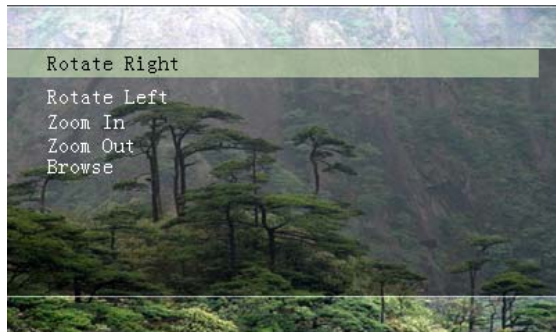 Rotate Right
Rotate Left
Zoom In
Zoom Out
Browse